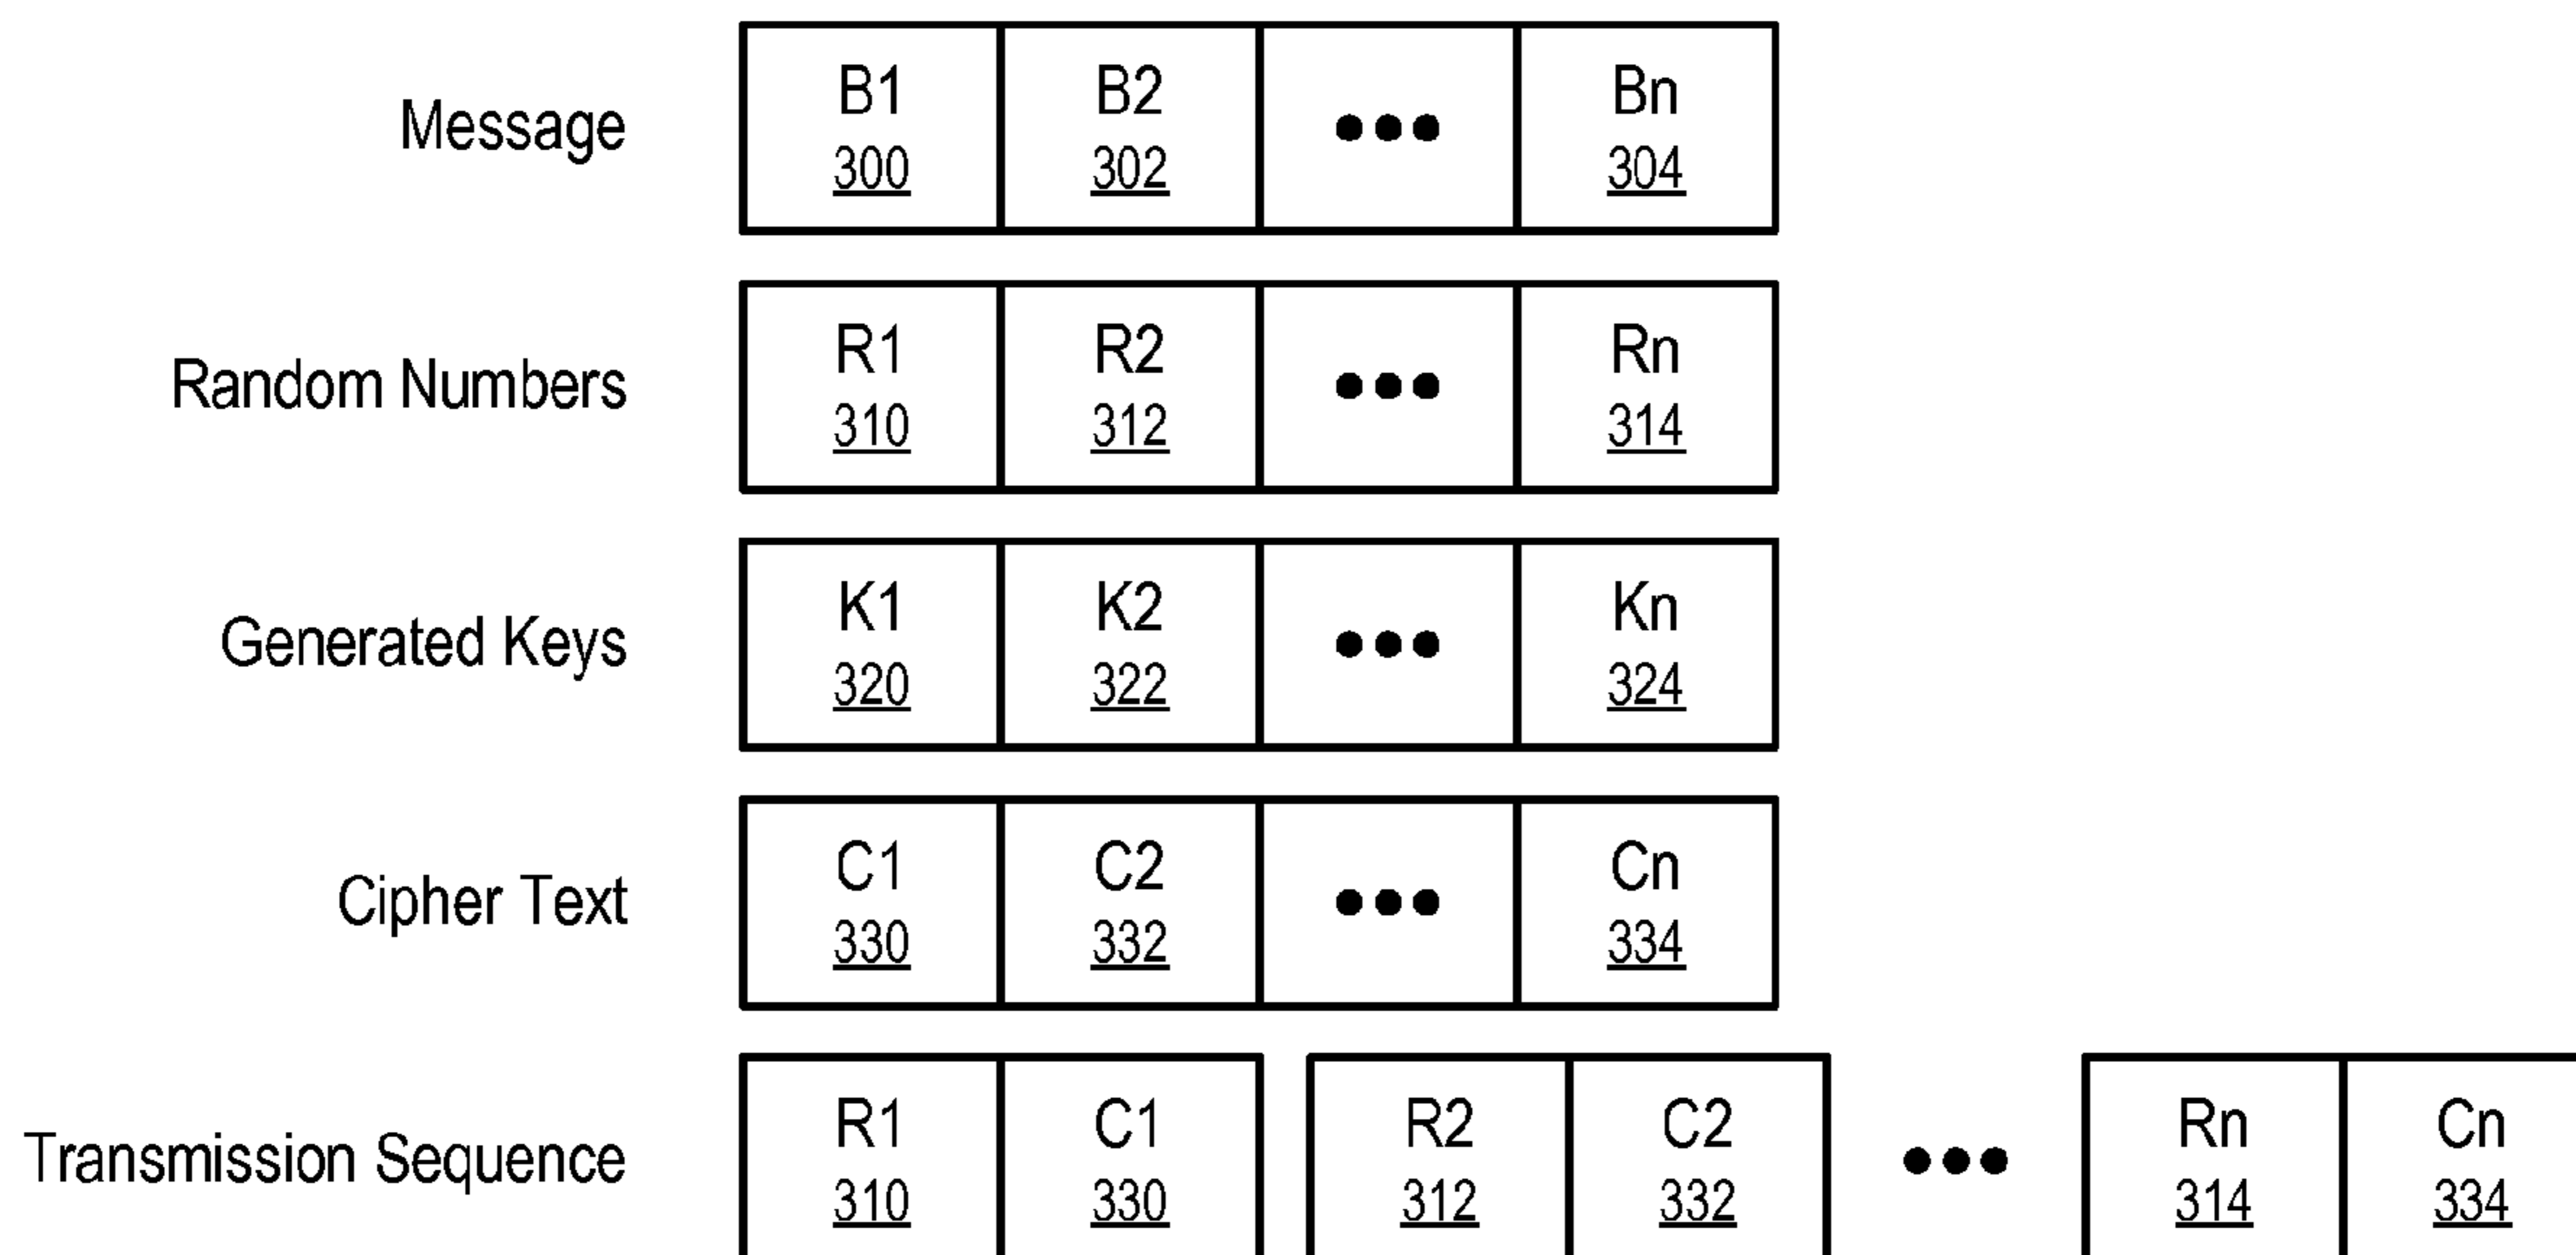 Message
B1 B2 ••• Bn
300 302 304
Random Numbers
R1 R2 ••• Rn
310 312 314
Generated Keys
K1 K2 ••• Kn
320 322 324
Cipher Text
C1 C2 ••• Cn
330 332 334
Transmission Sequence
R1 C1 R2 C2 ••• Rn Cn
310 330 312 332 314 334